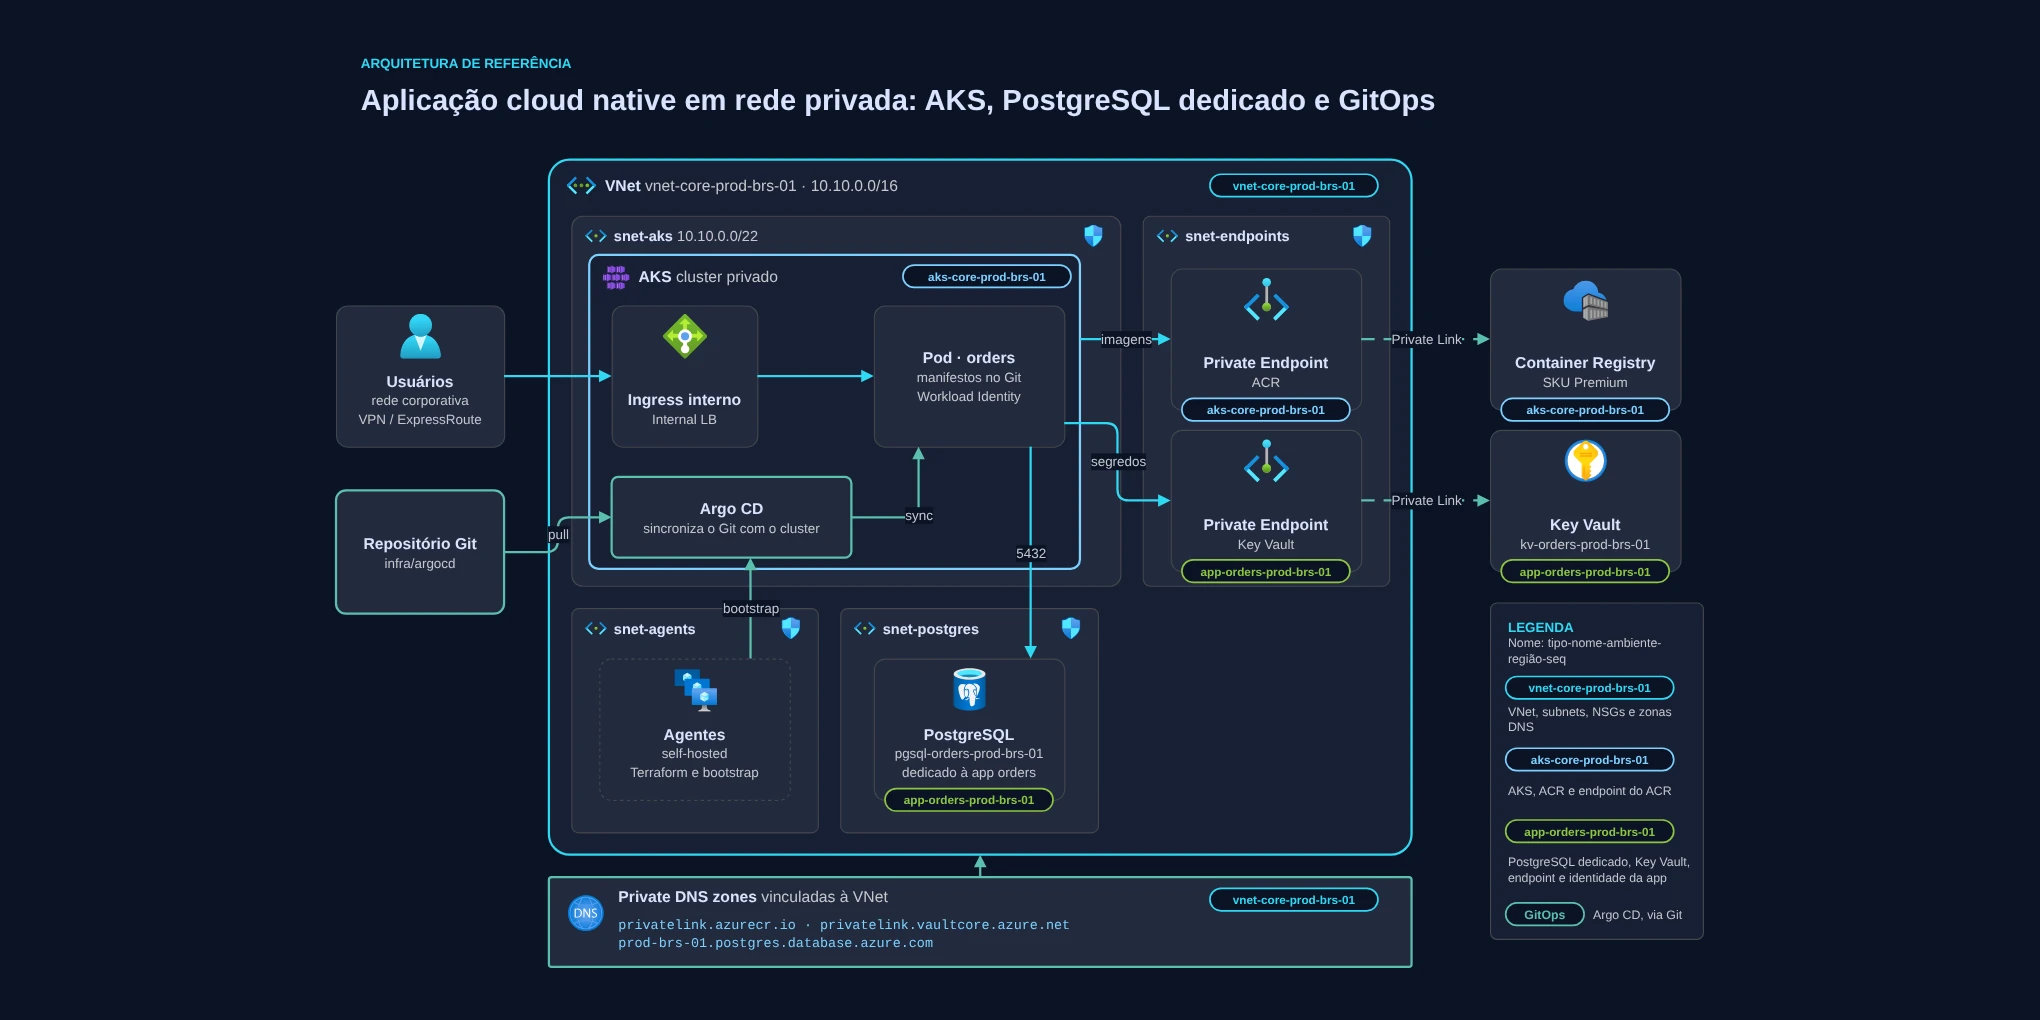 ARQUITETURA DE REFERÊNCIA
Aplicação cloud native em rede privada: AKS, PostgreSQL dedicado e GitOps
VNet vnet-core-prod-brs-01 · 10.10.0.0/16
vnet-core-prod-brs-01
snet-aks 10.10.0.0/22
AKS cluster privado
aks-core-prod-brs-01
Usuários
rede corporativa
VPN / ExpressRoute
Ingress interno
Internal LB
Pod · orders
manifestos no Git
Workload Identity
Repositório Git
infra/argocd
pull
Argo CD
sincroniza o Git com o cluster
sync
bootstrap
5432
imagens
segredos
snet-endpoints
Private Endpoint
ACR
aks-core-prod-brs-01
Private Endpoint
Key Vault
app-orders-prod-brs-01
Private Link
Private Link
Container Registry
SKU Premium
aks-core-prod-brs-01
Key Vault
kv-orders-prod-brs-01
app-orders-prod-brs-01
snet-agents
Agentes
self-hosted
Terraform e bootstrap
snet-postgres
PostgreSQL
pgsql-orders-prod-brs-01
dedicado à app orders
app-orders-prod-brs-01
DNS
Private DNS zones vinculadas à VNet
vnet-core-prod-brs-01
privatelink.azurecr.io · privatelink.vaultcore.azure.net
prod-brs-01.postgres.database.azure.com
LEGENDA
Nome: tipo-nome-ambiente-
região-seq
vnet-core-prod-brs-01
VNet, subnets, NSGs e zonas
DNS
aks-core-prod-brs-01
AKS, ACR e endpoint do ACR
app-orders-prod-brs-01
PostgreSQL dedicado, Key Vault,
endpoint e identidade da app
GitOps
Argo CD, via Git